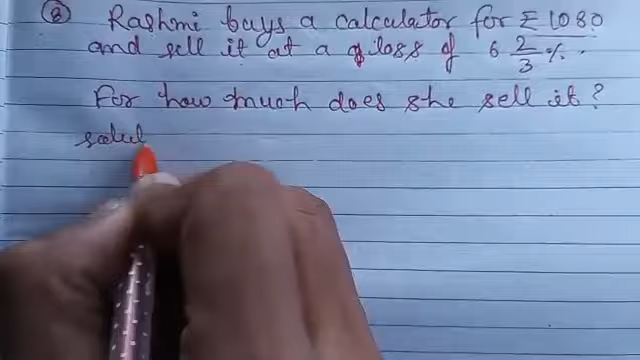 8 Rashmi buys a calculator for ₹ 1080
and sell it at a loss of 6 2/3 %.
For how much does she sell it?
solut